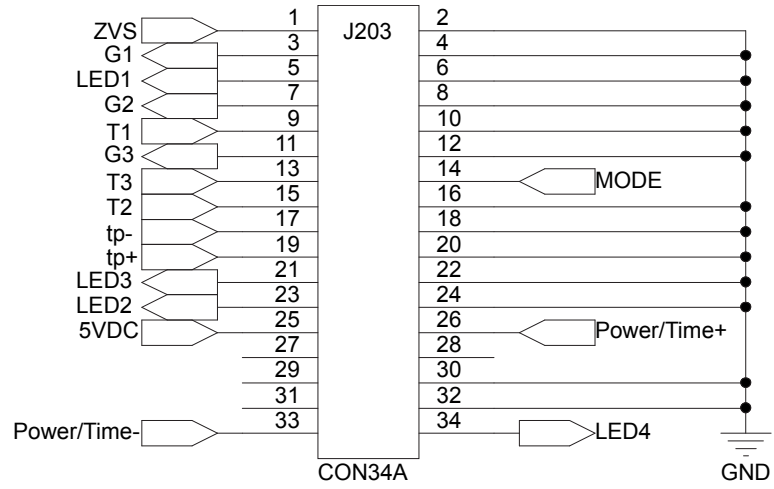 ZVS 1 J203 2
G1 3 4
LED1 5 6
G2 7 8
T1 9 10
G3 11 12
T3 13 14 MODE
T2 15 16
tp- 17 18
tp+ 19 20
LED3 21 22
LED2 23 24
5VDC 25 26 Power/Time+
27 28
29 30
31 32
Power/Time- 33 34 LED4
CON34A GND